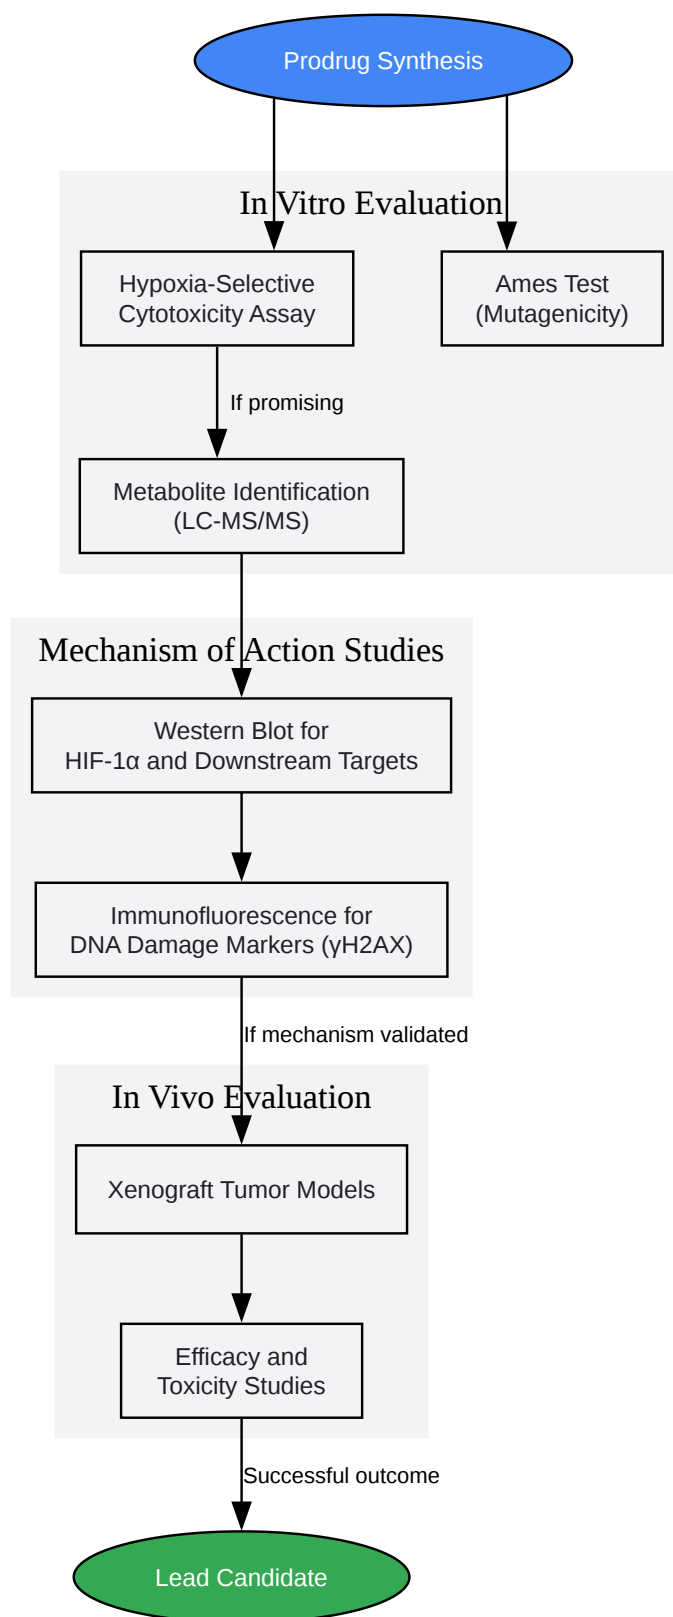 Prodrug Synthesis
In Vitro Evaluation
Hypoxia-Selective
Cytotoxicity Assay
Ames Test
(Mutagenicity)
If promising
Metabolite Identification
(LC-MS/MS)
Mechanism of Action Studies
Western Blot for
HIF-1α and Downstream Targets
Immunofluorescence for
DNA Damage Markers (γH2AX)
If mechanism validated
In Vivo Evaluation
Xenograft Tumor Models
Efficacy and
Toxicity Studies
Successful outcome
Lead Candidate